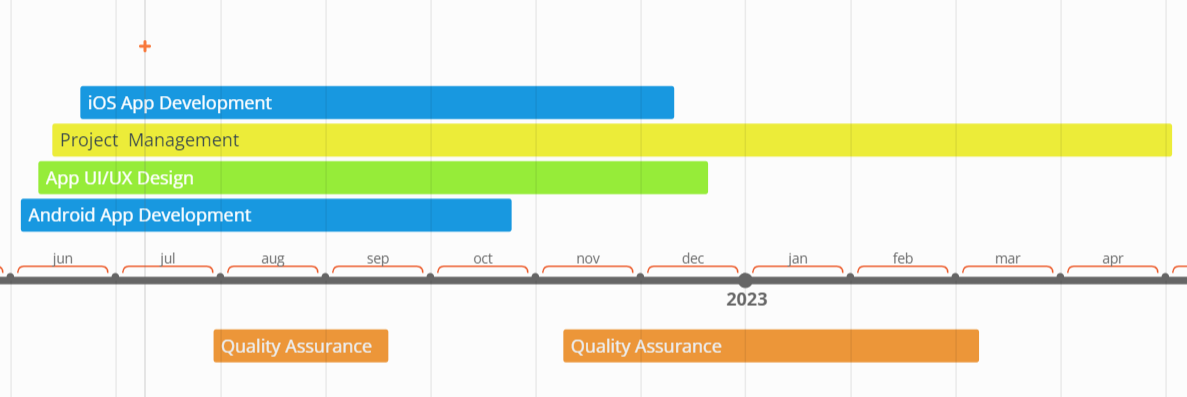 iOS App Development
Project  Management
App UI/UX Design
Android App Development
jun jul aug sep oct nov dec jan feb mar apr
2023
Quality Assurance Quality Assurance